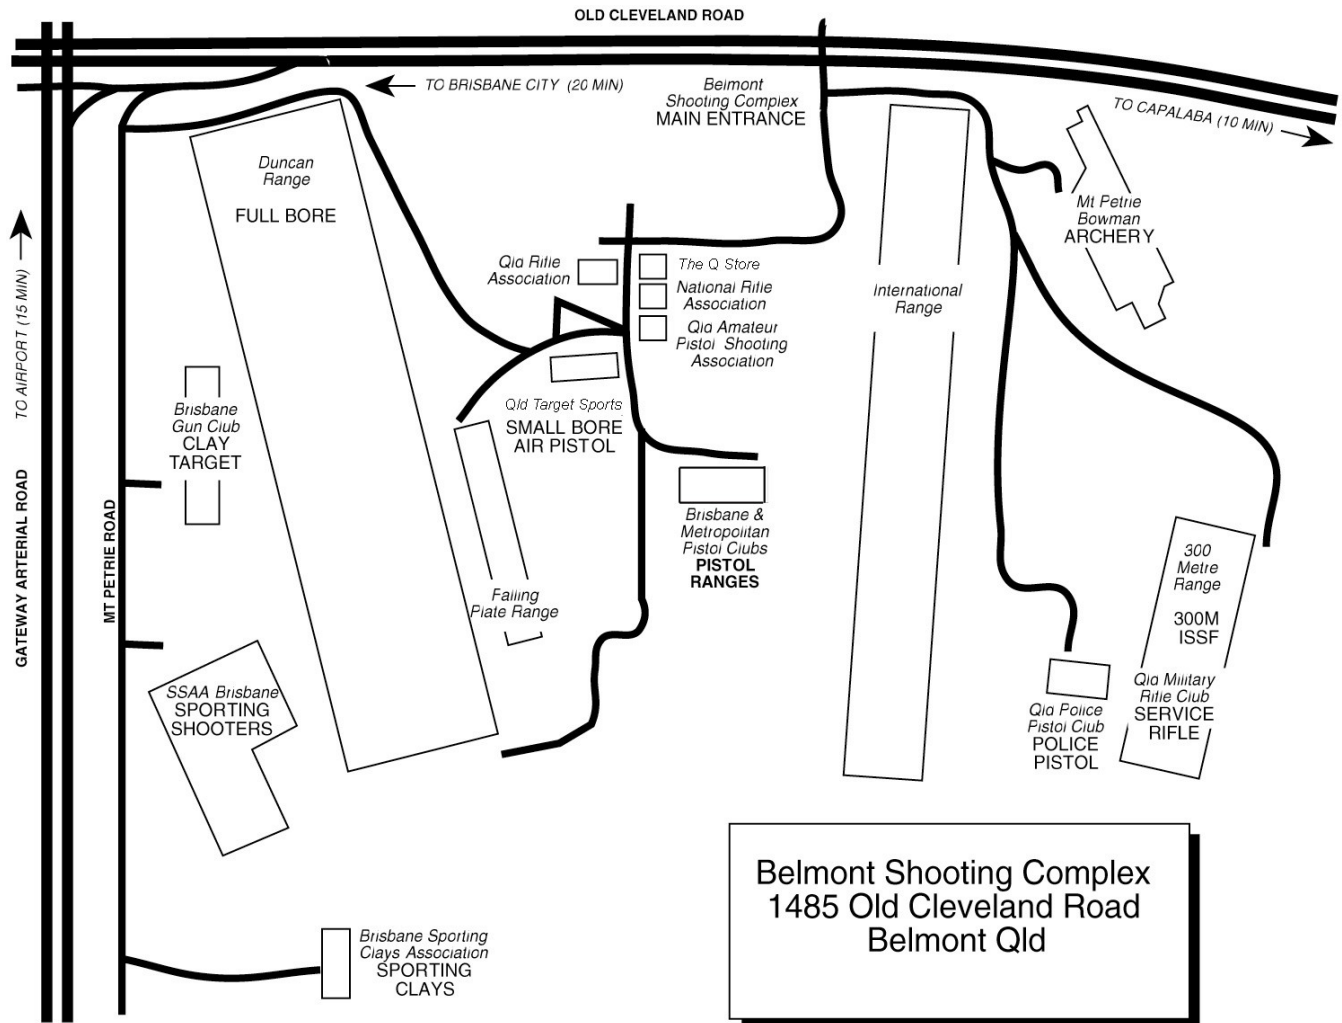 OLD CLEVELAND ROAD
TO BRISBANE CITY (20 MIN)
Belmont
Shooting Complex
MAIN ENTRANCE
TO CAPALABA (10 MIN)
Duncan
Range
FULL BORE
Mt Petrie
Bowman
ARCHERY
TO AIRPORT (15 MIN)
GATEWAY ARTERIAL ROAD
MT PETRIE ROAD
Qld Rifle
Association
The Q Store
National Rifle
Association
Qld Amateur
Pistol Shooting
Association
International
Range
Brisbane
Gun Club
CLAY
TARGET
Qld Target Sports
SMALL BORE
AIR PISTOL
Brisbane &
Metropolitan
Pistol Clubs
PISTOL
RANGES
Falling
Plate Range
300
Metre
Range
300M
ISSF
Qld Military
Rifle Club
SERVICE
RIFLE
Qld Police
Pistol Club
POLICE
PISTOL
SSAA Brisbane
SPORTING
SHOOTERS
Brisbane Sporting
Clays Association
SPORTING
CLAYS
Belmont Shooting Complex
1485 Old Cleveland Road
Belmont Qld